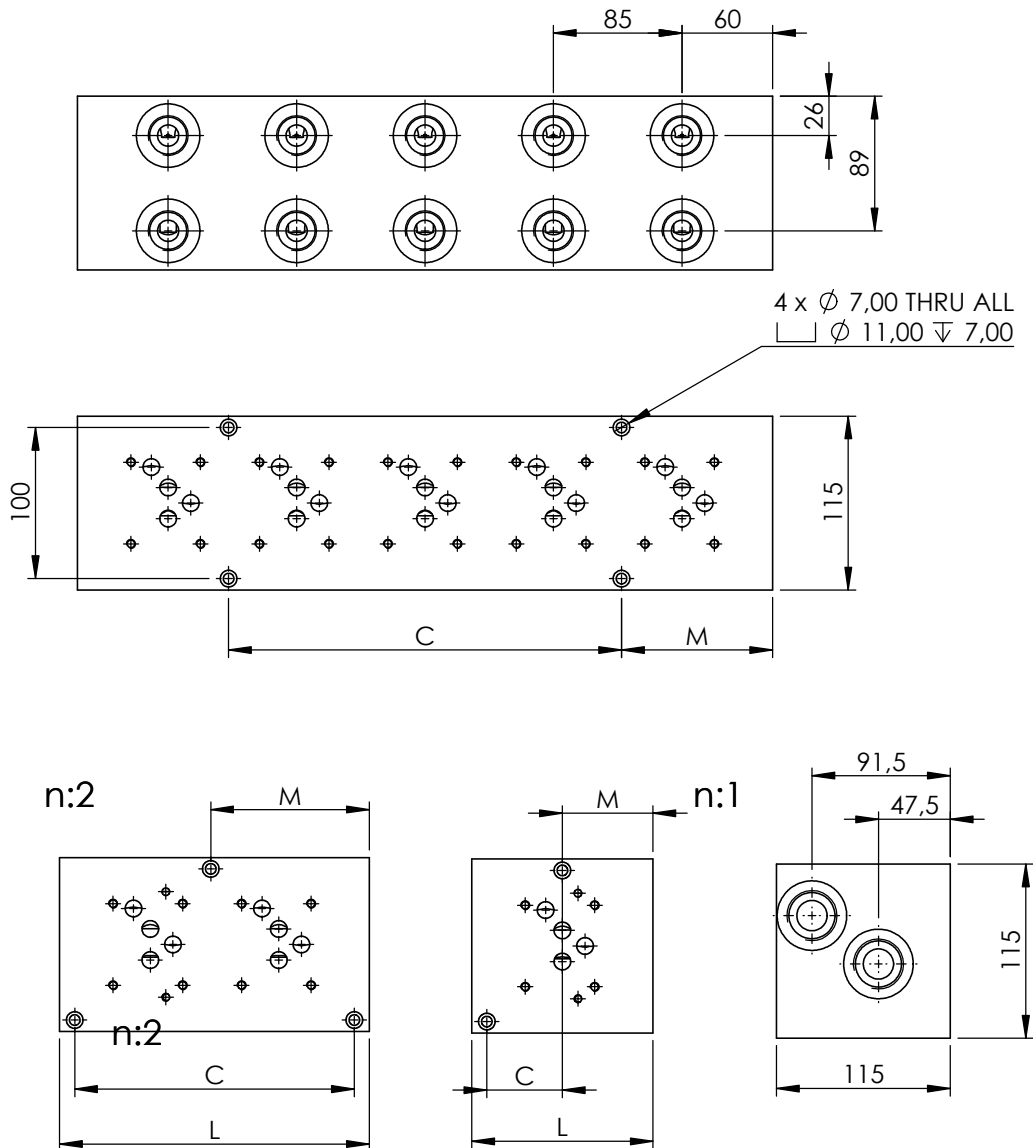 85
60
26
89
4 x ∅ 7,00 THRU ALL
⌴ ∅ 11,00 ↧ 7,00
100
115
C
M
n:2
M
M
n:1
91,5
47,5
115
n:2
C
C
115
L
L